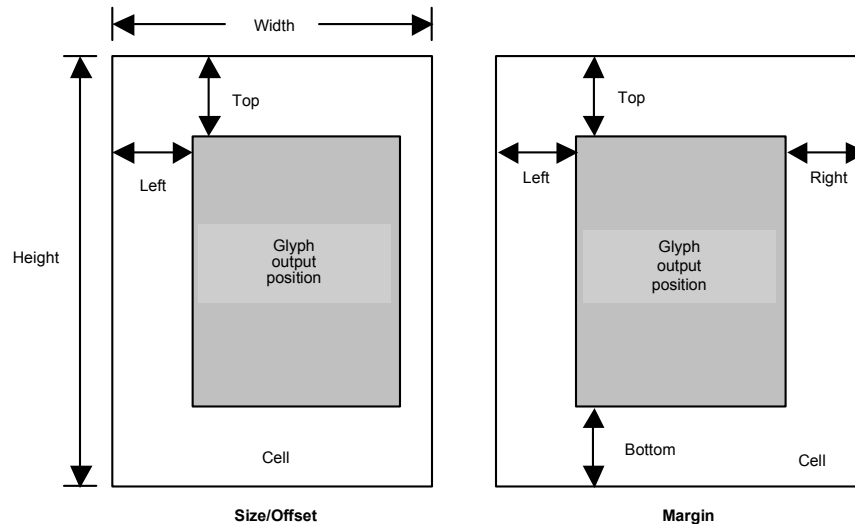 Width
Top
Left
Height
Glyph
output
position
Cell
Size/Offset
Top
Left
Right
Glyph
output
position
Bottom
Cell
Margin